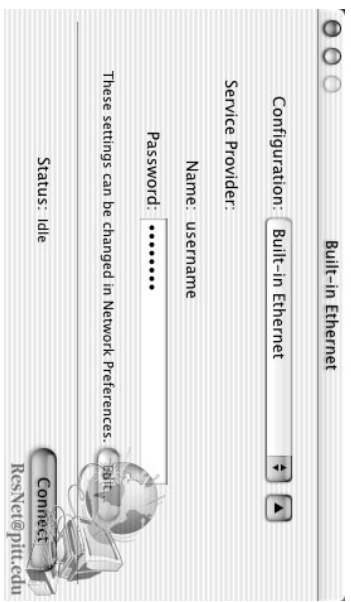 Built-in Ethernet
Configuration: Built-in Ethernet
Service Provider:
Name: username
Password: ••••••••
These settings can be changed in Network Preferences. Edit
Status: Idle
Connect
ResNet@pitt.edu